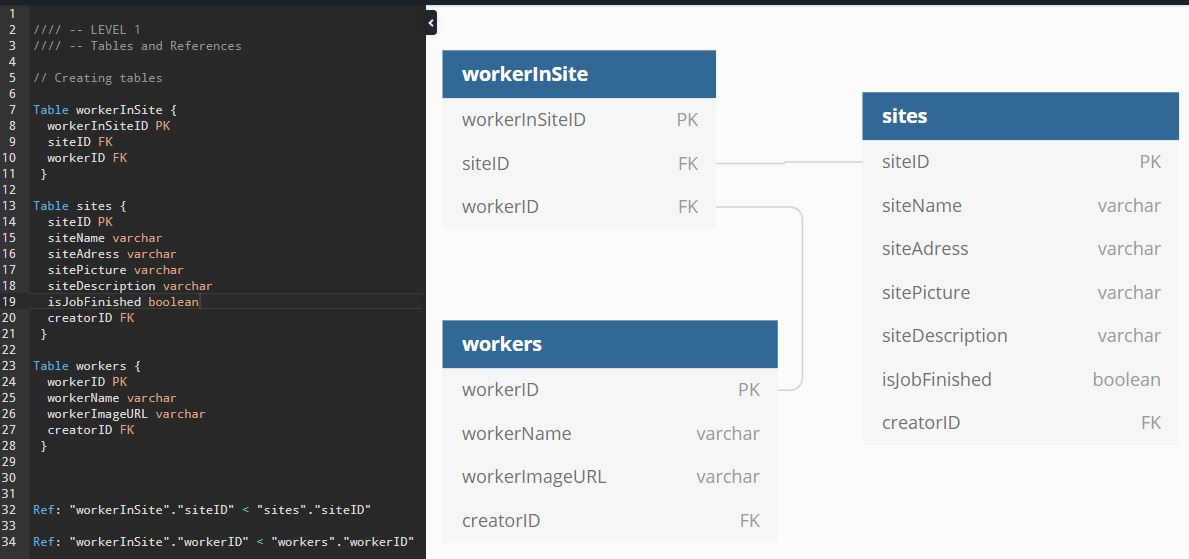 1
2 //// -- LEVEL 1
3 //// -- Tables and References
4
5 // Creating tables
6
7 Table workerInSite {
8 workerInSiteID PK
9 siteID FK
10 workerID FK
11 }
12
13 Table sites {
14 siteID PK
15 siteName varchar
16 siteAdress varchar
17 sitePicture varchar
18 siteDescription varchar
19 isJobFinished boolean
20 creatorID FK
21 }
22
23 Table workers {
24 workerID PK
25 workerName varchar
26 workerImageURL varchar
27 creatorID FK
28 }
29
30
31
32 Ref: "workerInSite"."siteID" < "sites"."siteID"
33
34 Ref: "workerInSite"."workerID" < "workers"."workerID"
workerInSite
workerInSiteID PK
siteID FK
workerID FK
workers
workerID PK
workerName varchar
workerImageURL varchar
creatorID FK
sites
siteID PK
siteName varchar
siteAdress varchar
sitePicture varchar
siteDescription varchar
isJobFinished boolean
creatorID FK